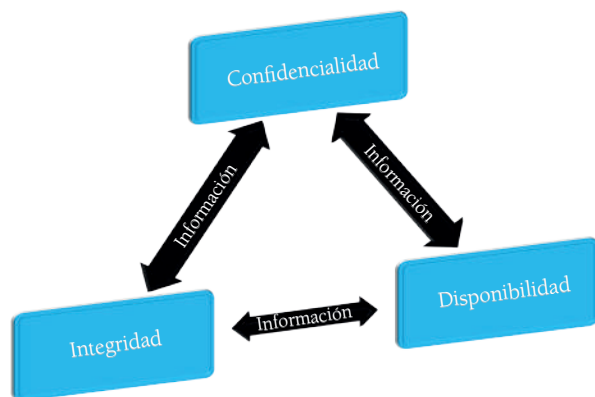 Confidencialidad
Información
Información
Integridad
Información
Disponibilidad